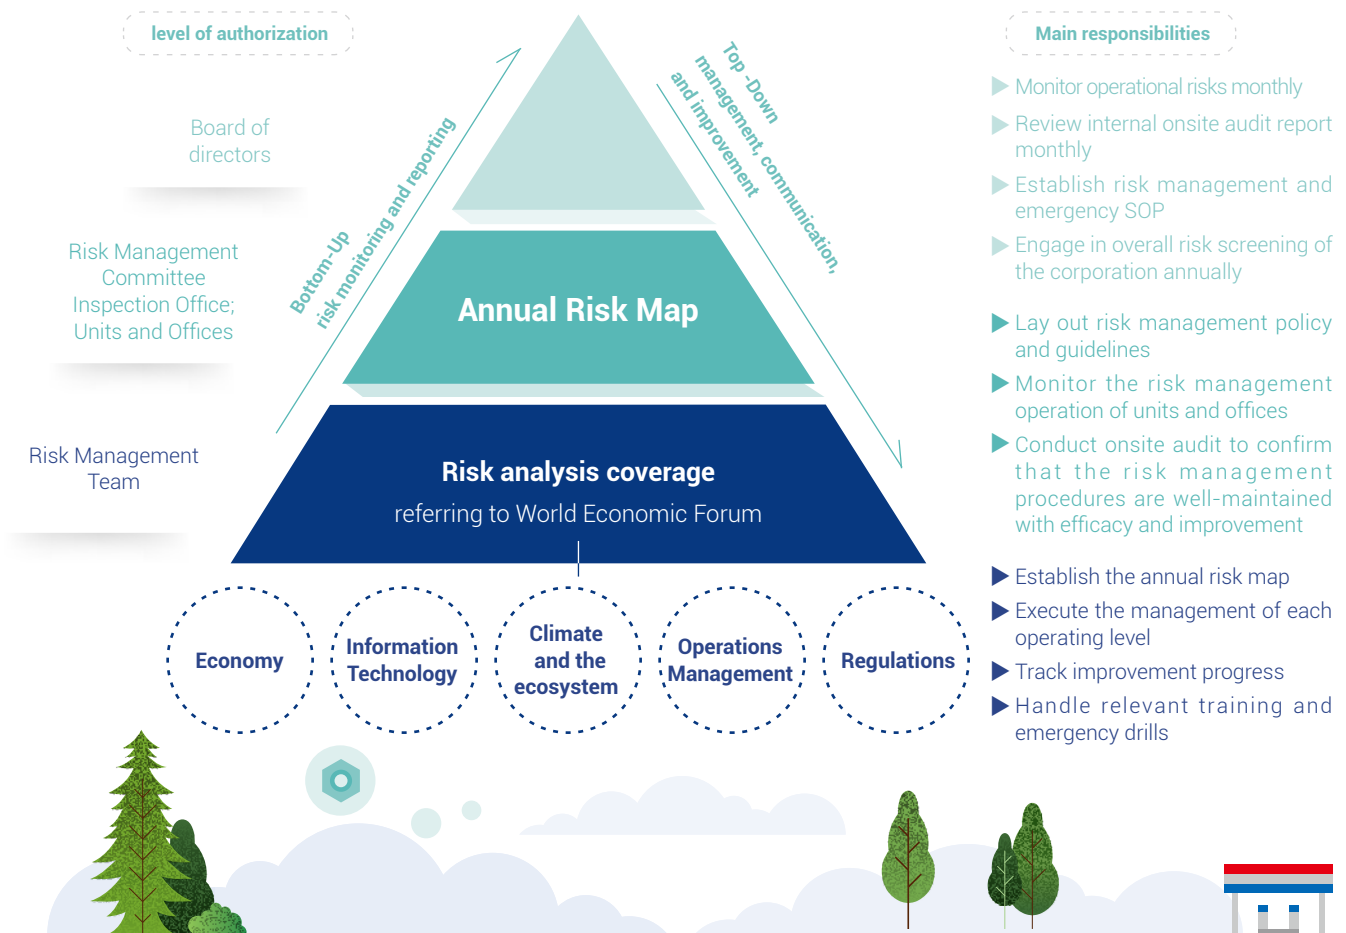 level of authorization
Board of
directors
Risk Management
Committee
Inspection Office;
Units and Offices
Risk Management
Team
Bottom-Up
risk monitoring and reporting
Top -Down
management, communication,
and improvement
Annual Risk Map
Risk analysis coverage
referring to World Economic Forum
Economy
Information
Technology
Climate
and the
ecosystem
Operations
Management
Regulations
Main responsibilities
Monitor operational risks monthly
Review internal onsite audit report
monthly
Establish risk management and
emergency SOP
Engage in overall risk screening of
the corporation annually
Lay out risk management policy
and guidelines
Monitor the risk management
operation of units and offices
Conduct onsite audit to confirm
that the risk management
procedures are well-maintained
with efficacy and improvement
Establish the annual risk map
Execute the management of each
operating level
Track improvement progress
Handle relevant training and
emergency drills